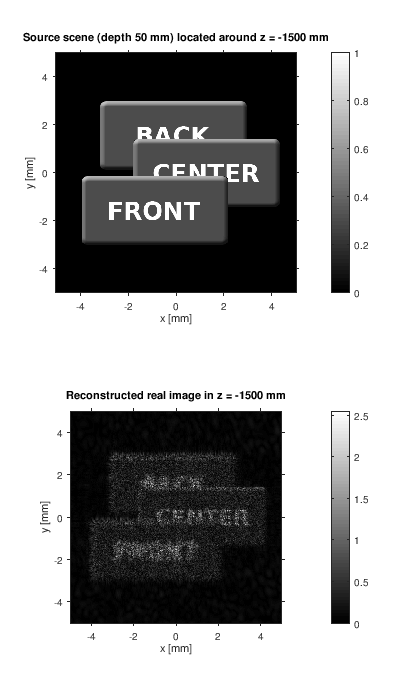 Source scene (depth 50 mm) located around z = -1500 mm
4
2
0
-2
-4
y [mm]
-4 -2 0 2 4
x [mm]
BACK
CENTER
FRONT
1
0.8
0.6
0.4
0.2
0
Reconstructed real image in z = -1500 mm
4
2
0
-2
-4
y [mm]
-4 -2 0 2 4
x [mm]
BACK
CENTER
FRONT
2.5
2
1.5
1
0.5
0